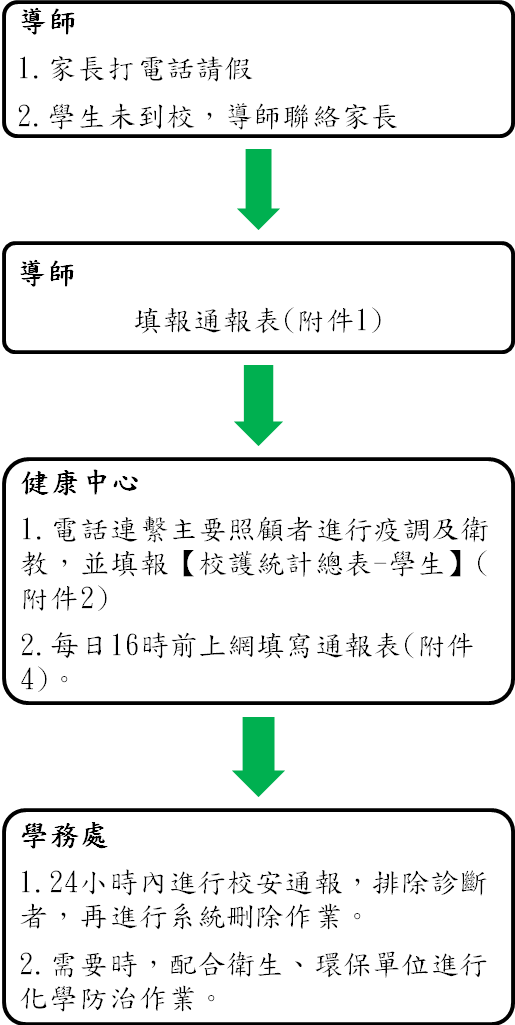 導師
1.家長打電話請假
2.學生未到校，導師聯絡家長
導師
填報通報表(附件1)
健康中心
1.電話連繫主要照顧者進行疫調及衛
教，並填報【校護統計總表-學生】(
附件2)
2.每日16時前上網填寫通報表(附件
4)。
學務處
1.24小時內進行校安通報，排除診斷
者，再進行系統刪除作業。
2.需要時，配合衛生、環保單位進行
化學防治作業。